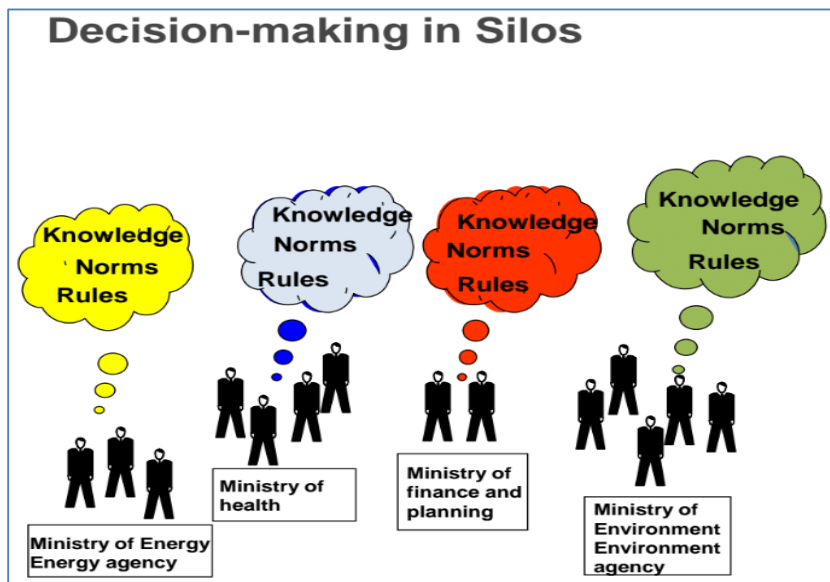 Decision-making in Silos
Knowledge
Norms
Rules
Knowledge
Norms
Rules
Knowledge
Norms
Rules
Knowledge
Norms
Rules
Ministry of Energy
Energy agency
Ministry of
health
Ministry of
finance and
planning
Ministry of
Environment
Environment
agency